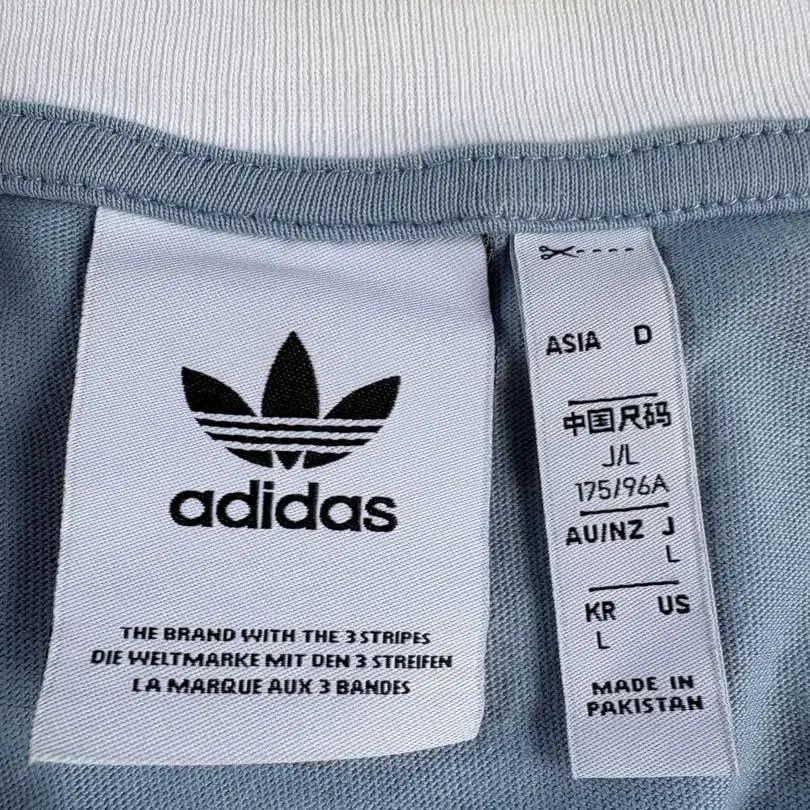 adidas
THE BRAND WITH THE 3 STRIPES
DIE WELTMARKE MIT DEN 3 STREIFEN
LA MARQUE AUX 3 BANDES
ASIA D
中国尺码
J/L
175/96A
AU/NZ J
L
KR US
L
MADE IN
PAKISTAN